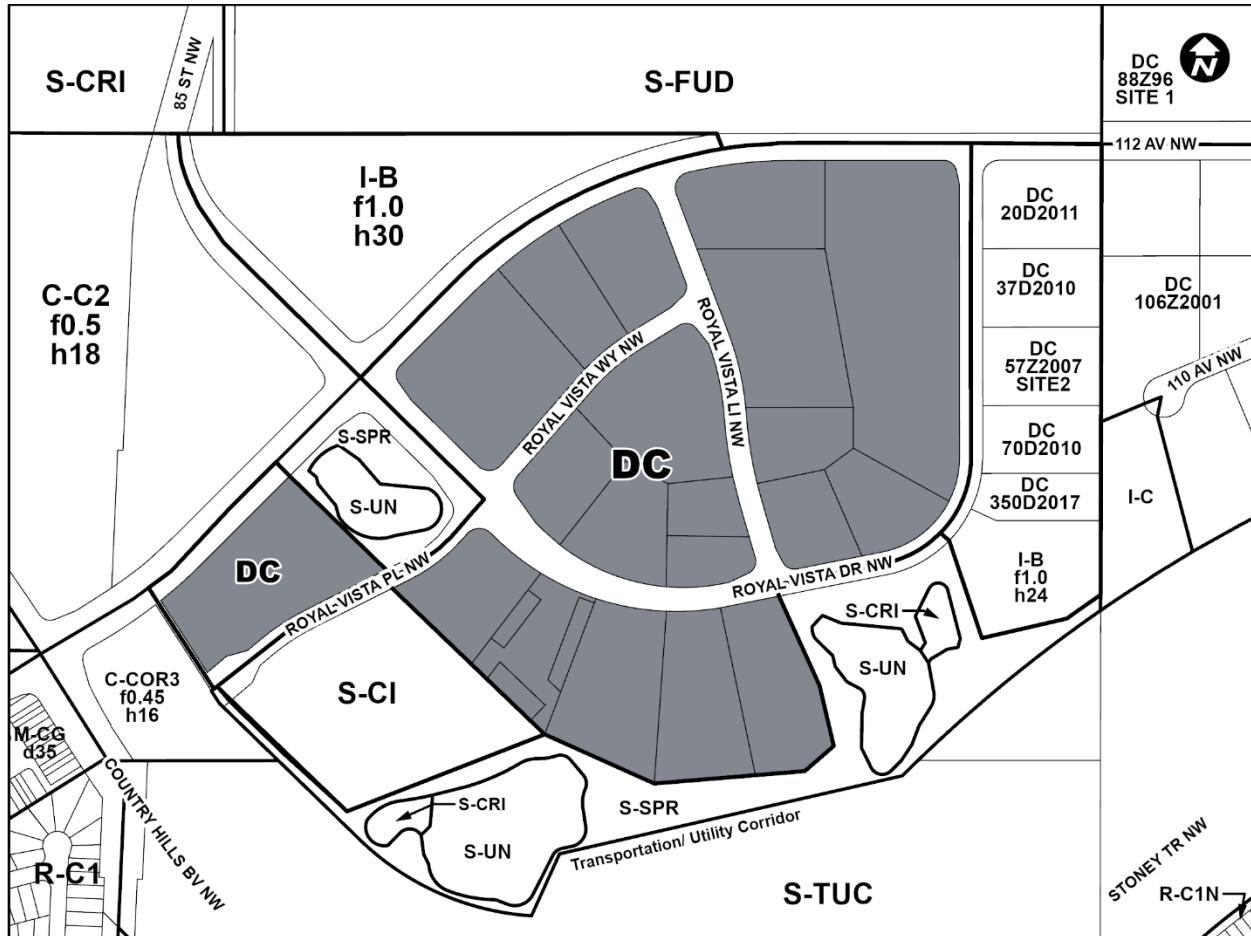 S-CRI
85 ST NW
S-FUD
DC
88Z96
SITE 1
N
112 AV NW
I-B
f1.0
h30
DC
20D2011
C-C2
f0.5
h18
DC
37D2010
DC
106Z2001
ROYAL VISTA WY NW
ROYAL VISTA LI NW
DC
57Z2007
SITE2
110 AV NW
S-SPR
DC
70D2010
DC
S-UN
DC
350D2017
I-C
DC
ROYAL VISTA PL NW
ROYAL VISTA DR NW
I-B
f1.0
h24
S-CRI
S-UN
C-COR3
f0.45
h16
S-CI
M-CG
d35
COUNTRY HILLS BV NW
S-CRI
S-SPR
S-UN
Transportation/ Utility Corridor
R-C1
S-TUC
STONEY TR NW
R-C1N